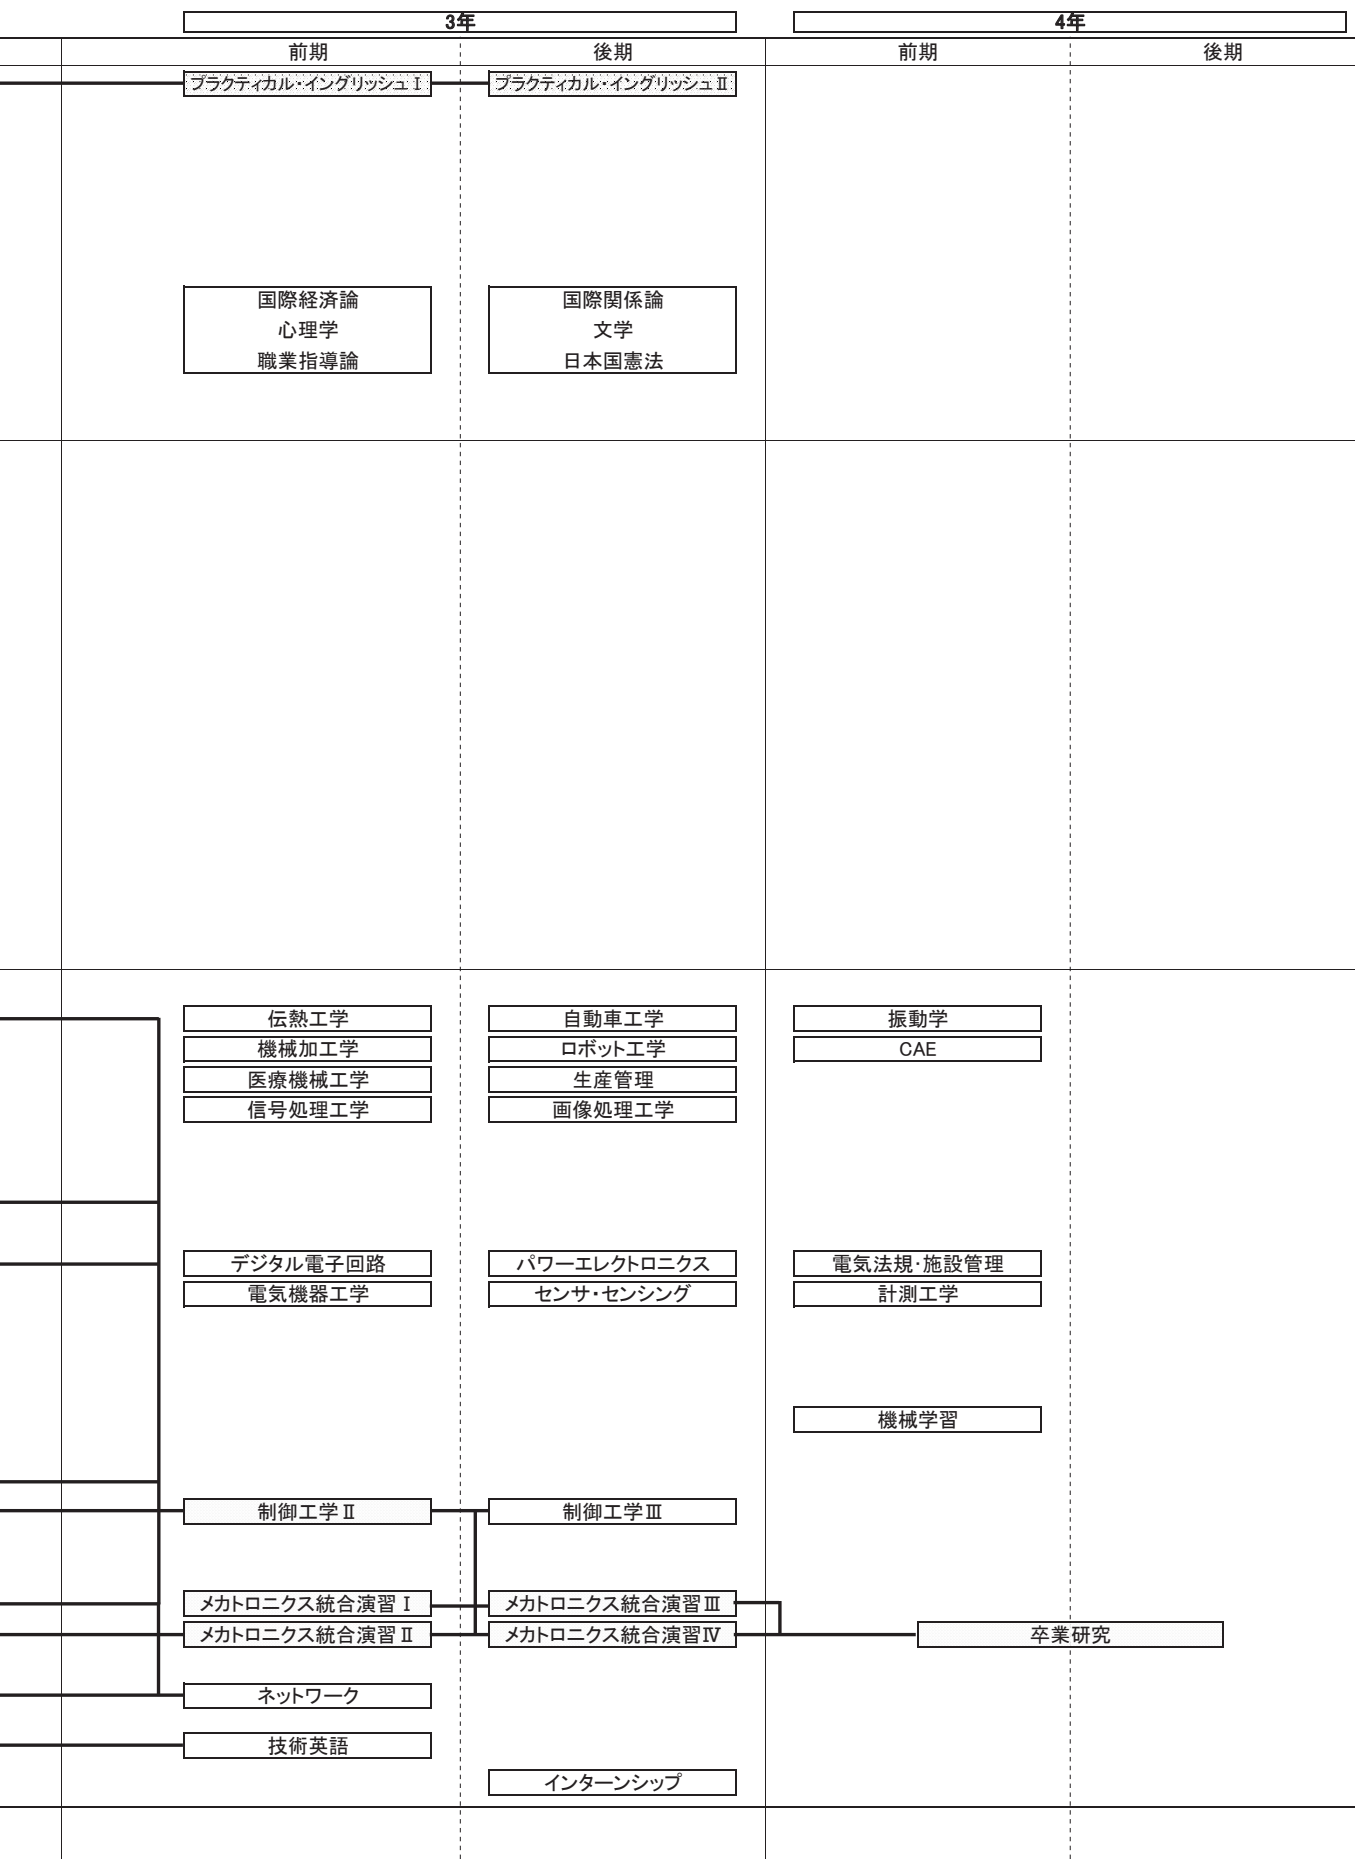 3年 4年
前期 後期 前期 後期
プラクティカル・イングリッシュⅠ プラクティカル・イングリッシュⅡ
国際経済論 国際関係論
心理学 文学
職業指導論 日本国憲法
伝熱工学 自動車工学 振動学
機械加工学 ロボット工学 CAE
医療機械工学 生産管理
信号処理工学 画像処理工学
デジタル電子回路 パワーエレクトロニクス 電気法規・施設管理
電気機器工学 センサ・センシング 計測工学
機械学習
制御工学Ⅱ 制御工学Ⅲ
メカトロニクス統合演習Ⅰ メカトロニクス統合演習Ⅲ
メカトロニクス統合演習Ⅱ メカトロニクス統合演習Ⅳ 卒業研究
ネットワーク
技術英語
インターンシップ